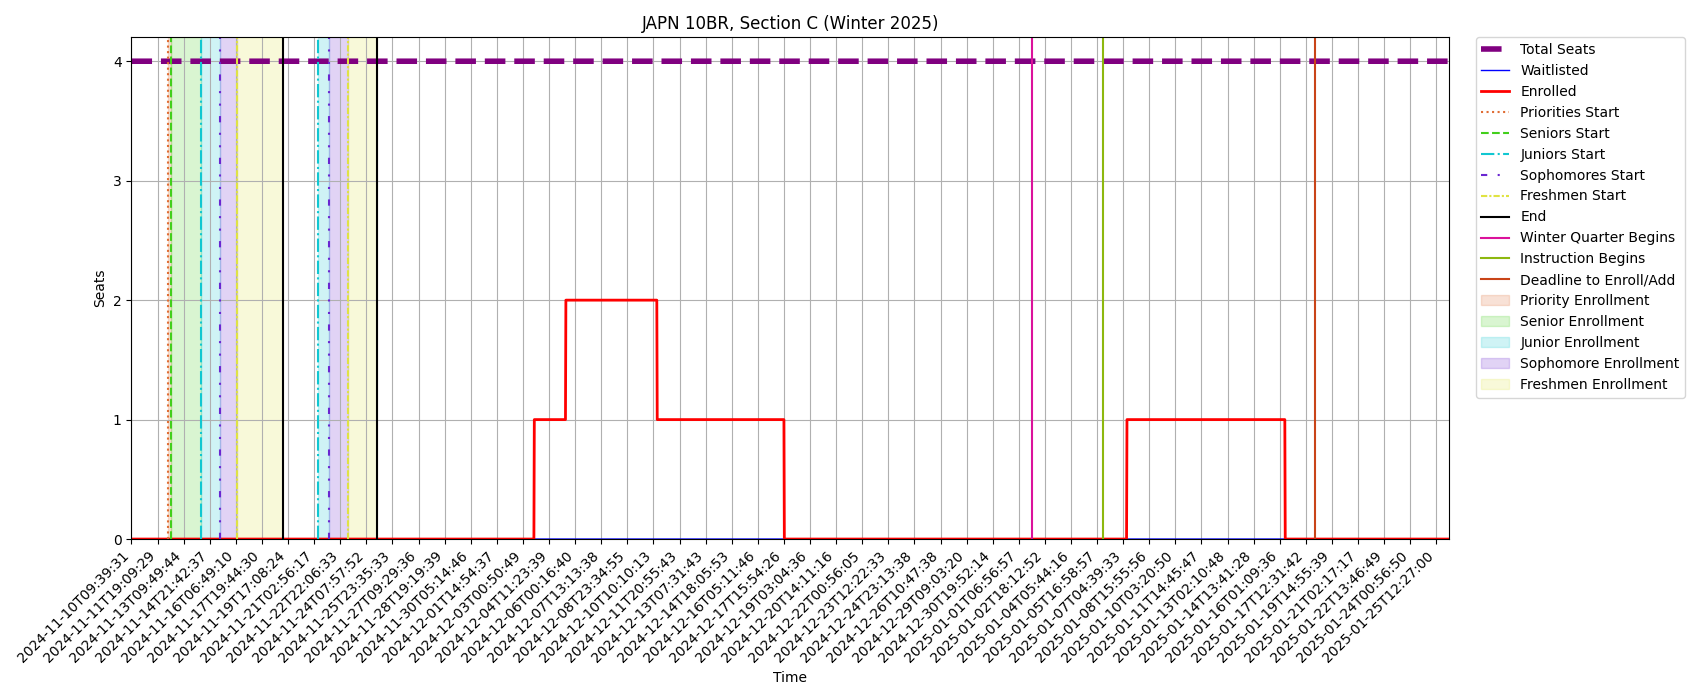 JAPN 10BR, Section C (Winter 2025)
Seats
4
3
2
1
0
2024-11-10T09:39:31
2024-11-11T19:09:29
2024-11-13T09:49:44
2024-11-14T21:42:37
2024-11-16T06:49:10
2024-11-17T19:44:30
2024-11-19T17:08:24
2024-11-21T02:56:17
2024-11-22T22:06:33
2024-11-24T07:57:52
2024-11-25T23:35:33
2024-11-27T09:29:36
2024-11-28T19:19:39
2024-11-30T05:14:46
2024-12-01T14:54:37
2024-12-03T00:50:49
2024-12-04T11:23:39
2024-12-06T00:16:40
2024-12-07T13:13:38
2024-12-08T23:34:55
2024-12-10T10:10:13
2024-12-11T20:55:43
2024-12-13T07:31:43
2024-12-14T18:05:53
2024-12-16T05:11:46
2024-12-17T15:54:26
2024-12-19T03:04:36
2024-12-20T14:11:16
2024-12-22T00:56:05
2024-12-23T12:22:33
2024-12-24T23:13:38
2024-12-26T10:47:38
2024-12-29T09:03:20
2024-12-30T19:52:14
2025-01-01T06:56:57
2025-01-02T18:12:52
2025-01-04T05:44:16
2025-01-05T16:58:57
2025-01-07T04:39:33
2025-01-08T15:55:56
2025-01-10T03:20:50
2025-01-11T14:45:47
2025-01-13T02:10:48
2025-01-14T13:41:28
2025-01-16T01:09:36
2025-01-17T12:31:42
2025-01-19T14:55:39
2025-01-21T02:17:17
2025-01-22T13:46:49
2025-01-24T00:56:50
2025-01-25T12:27:00
Time
Total Seats
Waitlisted
Enrolled
Priorities Start
Seniors Start
Juniors Start
Sophomores Start
Freshmen Start
End
Winter Quarter Begins
Instruction Begins
Deadline to Enroll/Add
Priority Enrollment
Senior Enrollment
Junior Enrollment
Sophomore Enrollment
Freshmen Enrollment